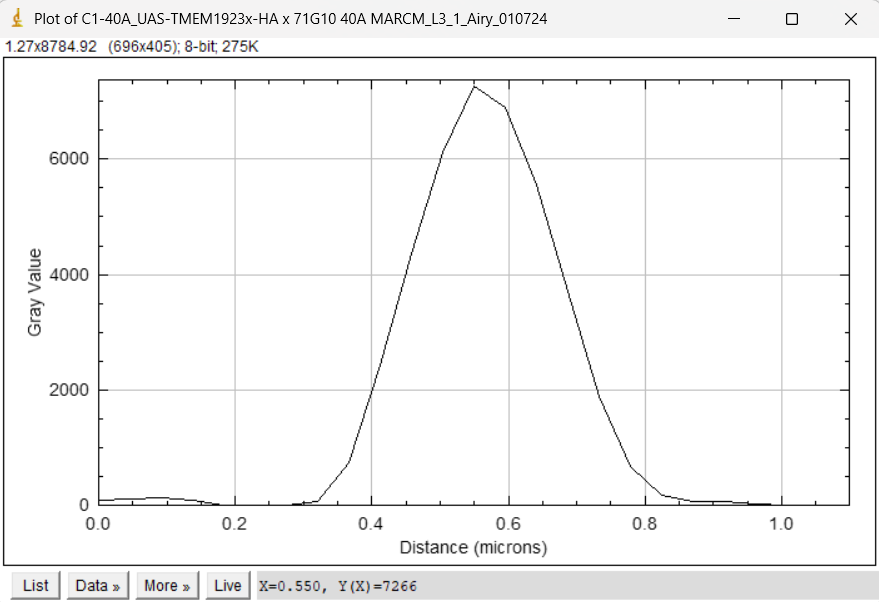 Plot of C1-40A_UAS-TMEM1923x-HA x 71G10 40A MARCM_L3_1_Airy_010724
1.27x8784.92 (696x405); 8-bit; 275K
6000
4000
2000
0
Gray Value
0.0 0.2 0.4 0.6 0.8 1.0
Distance (microns)
List Data » More » Live X=0.550, Y(X)=7266